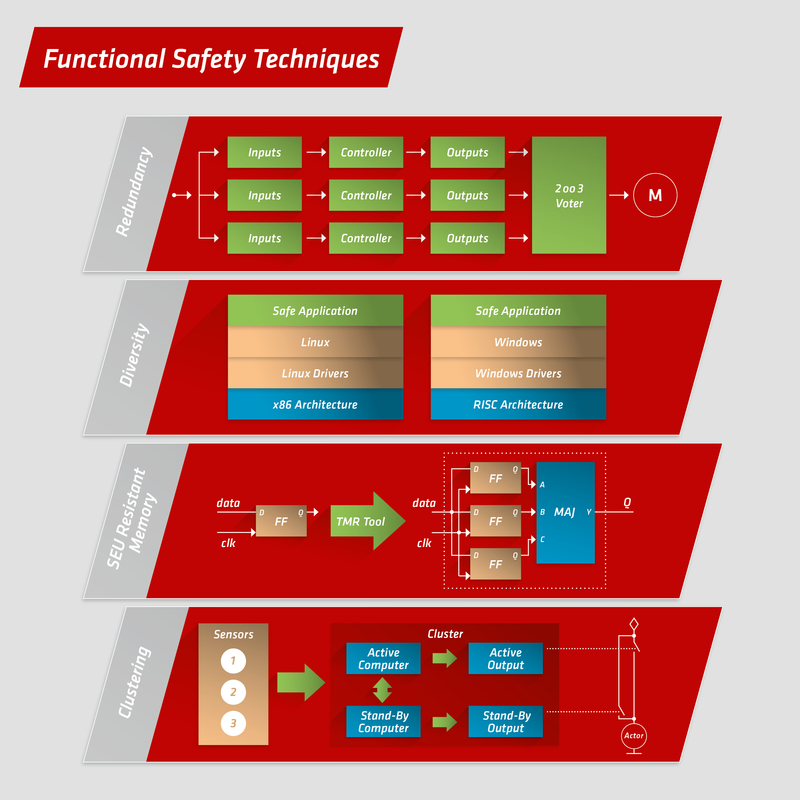 Functional Safety Techniques
Redundancy
Inputs Controller Outputs
Inputs Controller Outputs
Inputs Controller Outputs
2 oo 3
Voter
M
Diversity
Safe Application
Linux
Linux Drivers
x86 Architecture
Safe Application
Windows
Windows Drivers
RISC Architecture
SEU Resistant
Memory
data
clk
D Q
FF
TMR Tool
data
clk
D Q
FF
D Q
FF
D Q
FF
A
B
C
MAJ
Y
Q
Clustering
Sensors
1
2
3
Cluster
Active
Computer
Active
Output
Stand-By
Computer
Stand-By
Output
Actor